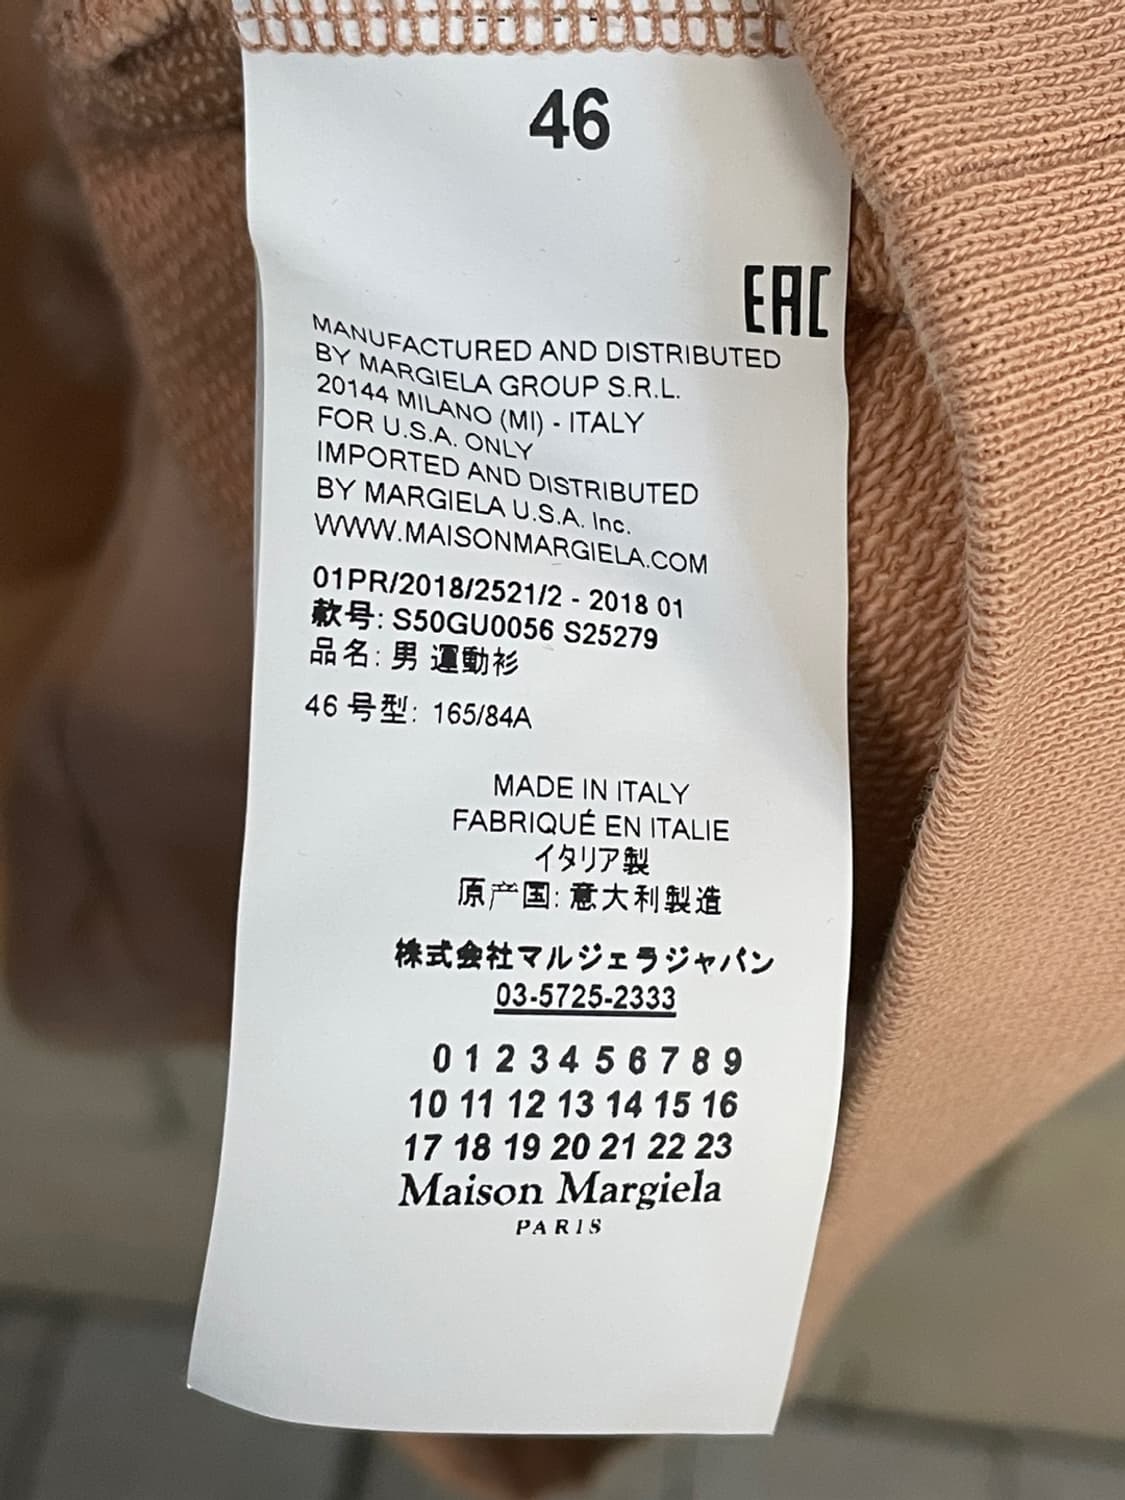 46
EAC
MANUFACTURED AND DISTRIBUTED
BY MARGIELA GROUP S.R.L.
20144 MILANO (MI) - ITALY
FOR U.S.A. ONLY
IMPORTED AND DISTRIBUTED
BY MARGIELA U.S.A. Inc.
WWW.MAISONMARGIELA.COM
01PR/2018/2521/2 - 2018 01
款号: S50GU0056 S25279
品名: 男 運動衫
46 号型: 165/84A
MADE IN ITALY
FABRIQUÉ EN ITALIE
イタリア製
原产国: 意大利製造
株式会社マルジェラジャパン
03-5725-2333
0 1 2 3 4 5 6 7 8 9
10 11 12 13 14 15 16
17 18 19 20 21 22 23
Maison Margiela
PARIS